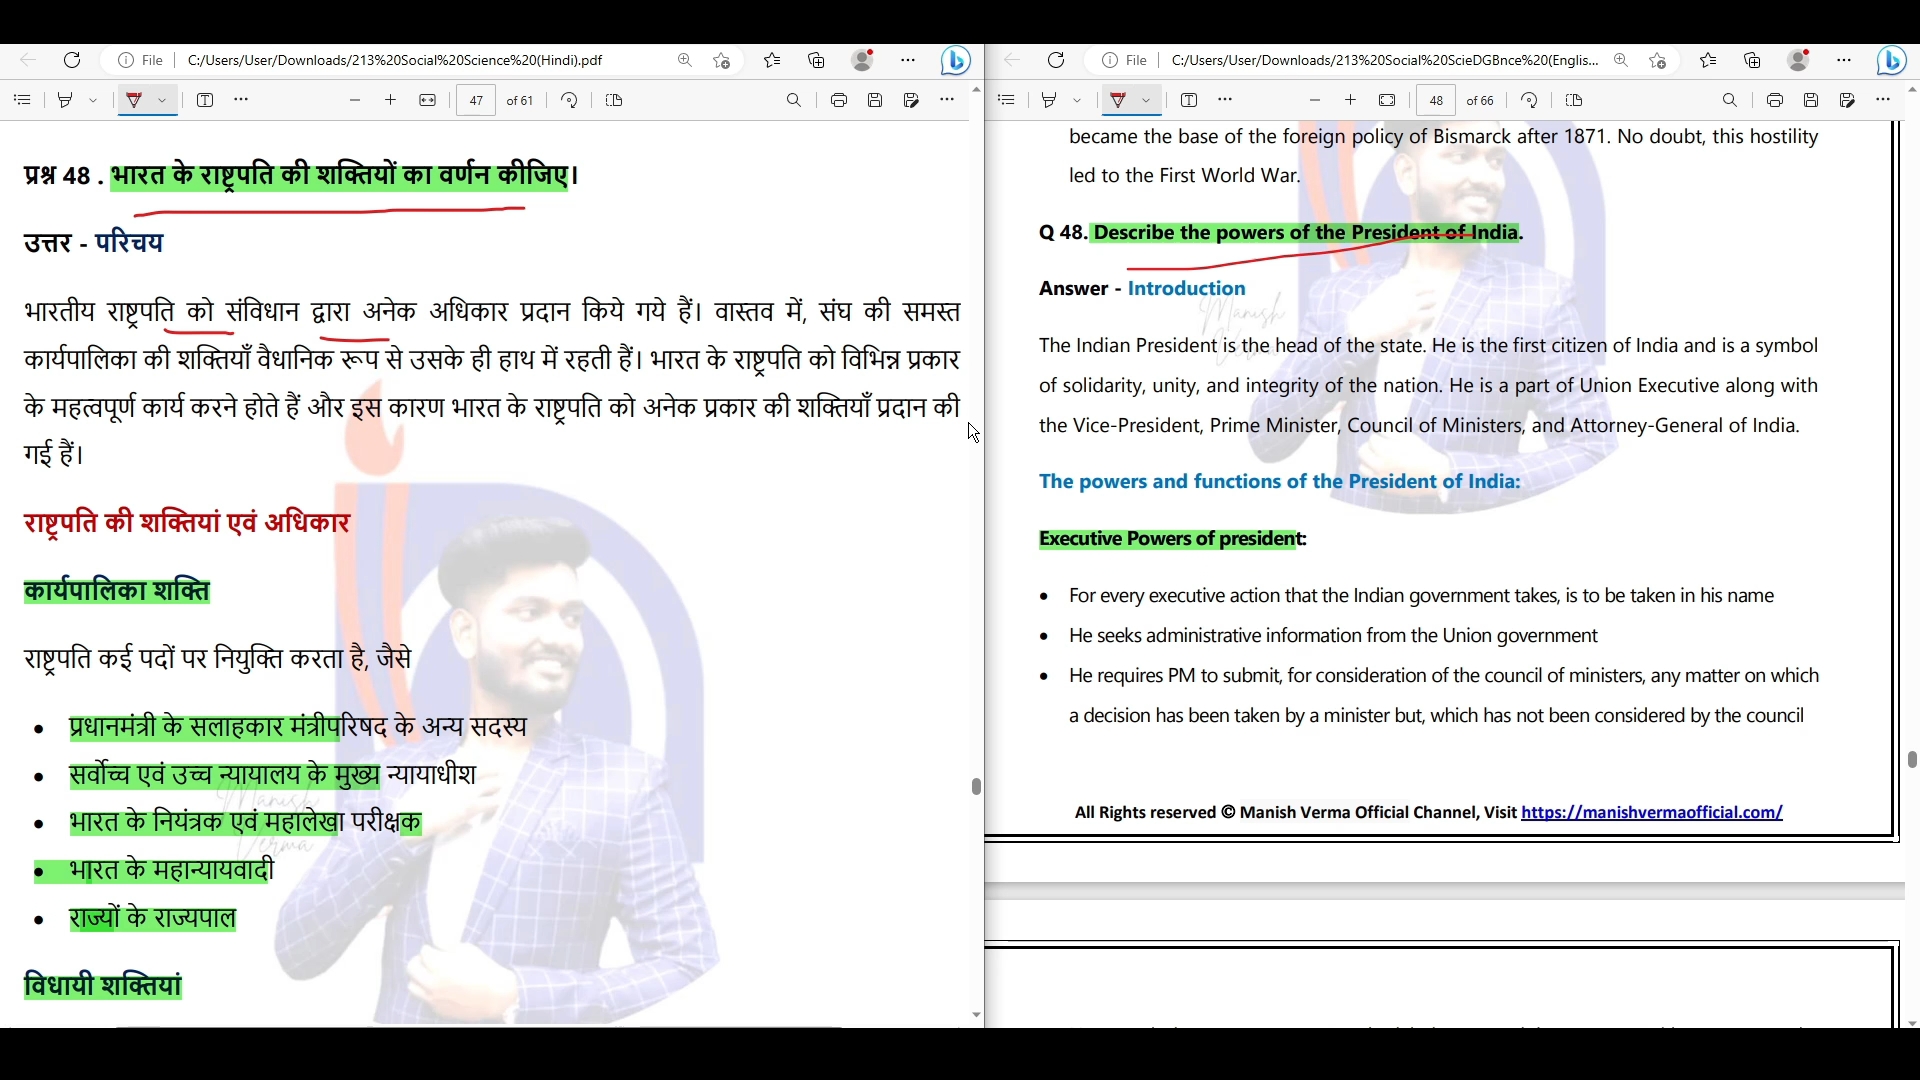 File
C:/Users/User/Downloads/213%20Social%20Science%20(Hindi).pdf
47 of 61
प्रश्न 48 . भारत के राष्ट्रपति की शक्तियों का वर्णन कीजिए।
उत्तर - परिचय
भारतीय राष्ट्रपति को संविधान द्वारा अनेक अधिकार प्रदान किये गये हैं। वास्तव में, संघ की समस्त
कार्यपालिका की शक्तियाँ वैधानिक रूप से उसके ही हाथ में रहती हैं। भारत के राष्ट्रपति को विभिन्न प्रकार
के महत्वपूर्ण कार्य करने होते हैं और इस कारण भारत के राष्ट्रपति को अनेक प्रकार की शक्तियाँ प्रदान की
गई हैं।
राष्ट्रपति की शक्तियां एवं अधिकार
कार्यपालिका शक्ति
राष्ट्रपति कई पदों पर नियुक्ति करता है, जैसे
• प्रधानमंत्री के सलाहकार मंत्रीपरिषद के अन्य सदस्य
• सर्वोच्च एवं उच्च न्यायालय के मुख्य न्यायाधीश
• भारत के नियंत्रक एवं महालेखा परीक्षक
• भारत के महान्यायवादी
• राज्यों के राज्यपाल
विधायी शक्तियां
Manish
Verma
File
C:/Users/User/Downloads/213%20Social%20ScieDGBnce%20(Englis...
48 of 66
became the base of the foreign policy of Bismarck after 1871. No doubt, this hostility
led to the First World War.
Q 48. Describe the powers of the President of India.
Answer - Introduction
The Indian President is the head of the state. He is the first citizen of India and is a symbol
of solidarity, unity, and integrity of the nation. He is a part of Union Executive along with
the Vice-President, Prime Minister, Council of Ministers, and Attorney-General of India.
The powers and functions of the President of India:
Executive Powers of president:
• For every executive action that the Indian government takes, is to be taken in his name
• He seeks administrative information from the Union government
• He requires PM to submit, for consideration of the council of ministers, any matter on which
a decision has been taken by a minister but, which has not been considered by the council
All Rights reserved © Manish Verma Official Channel, Visit https://manishvermaofficial.com/
Manish